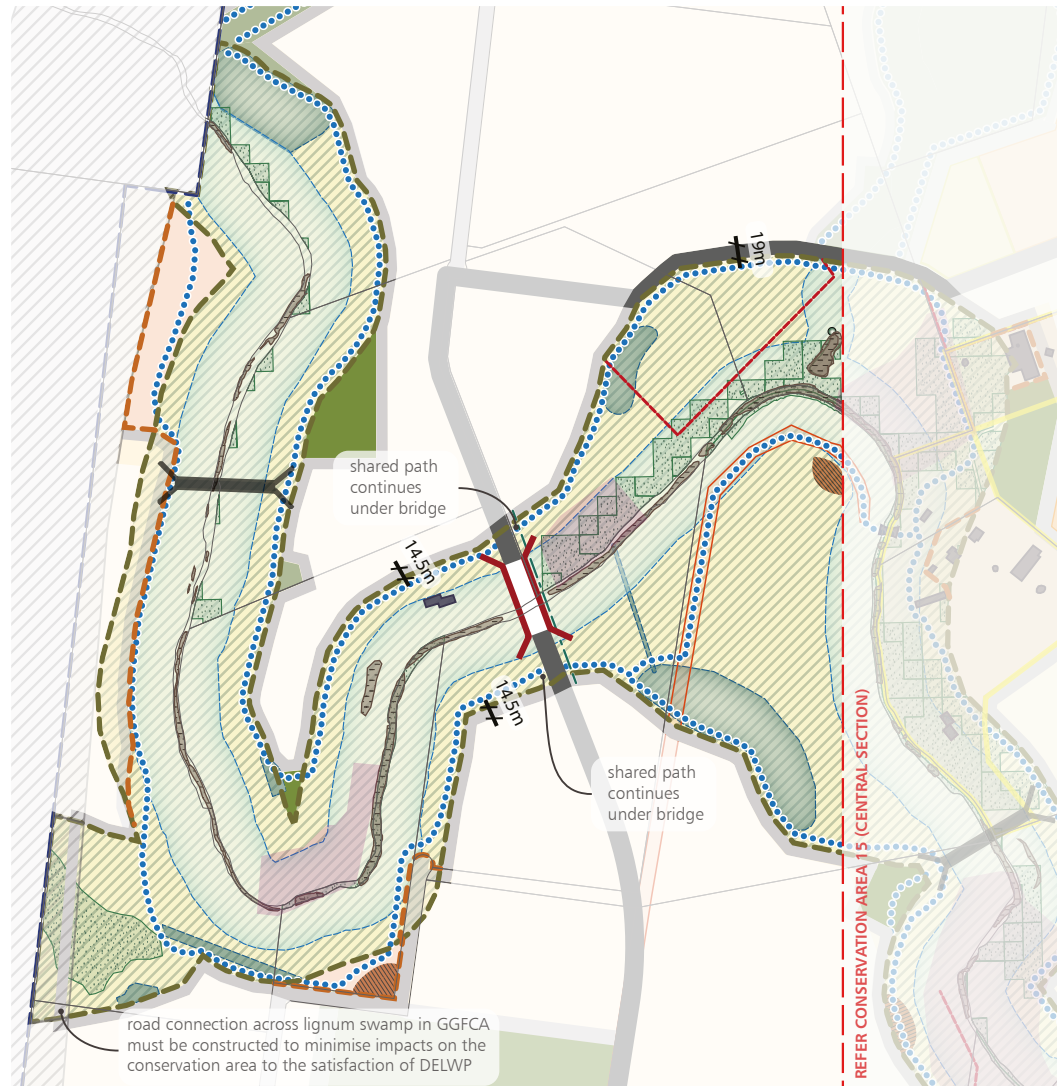 19m
shared path
continues
under bridge
14.5m
14.5m
shared path
continues
under bridge
REFER CONSERVATION AREA 15 (CENTRAL SECTION)
road connection across lignum swamp in GGFCA
must be constructed to minimise impacts on the
conservation area to the satisfaction of DELWP